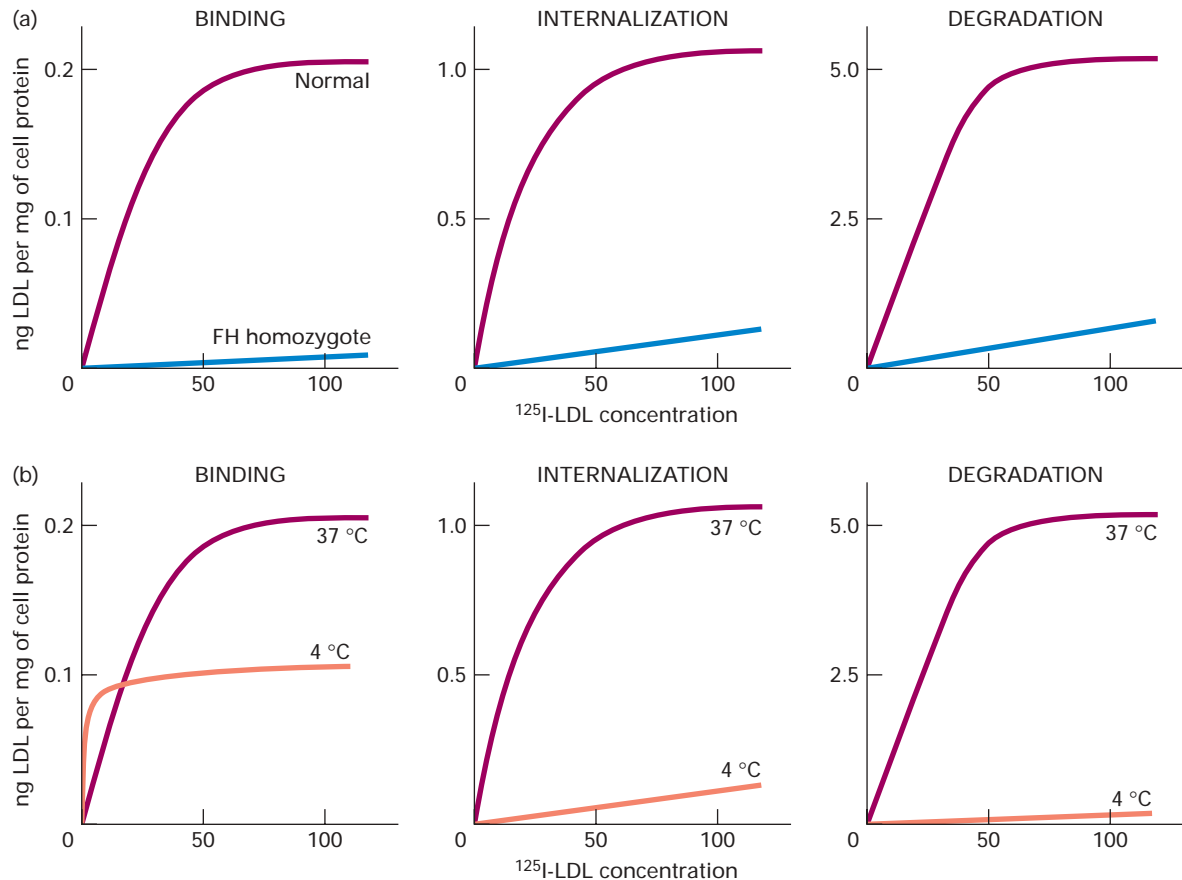 (a)
BINDING
INTERNALIZATION
DEGRADATION
ng LDL per mg of cell protein
0.2
0.1
0
50
100
Normal
FH homozygote
1.0
0.5
0
50
100
5.0
2.5
0
50
100
¹²⁵I-LDL concentration
(b)
BINDING
INTERNALIZATION
DEGRADATION
ng LDL per mg of cell protein
0.2
0.1
0
50
100
37 °C
4 °C
1.0
0.5
0
50
100
37 °C
4 °C
5.0
2.5
0
50
100
37 °C
4 °C
¹²⁵I-LDL concentration